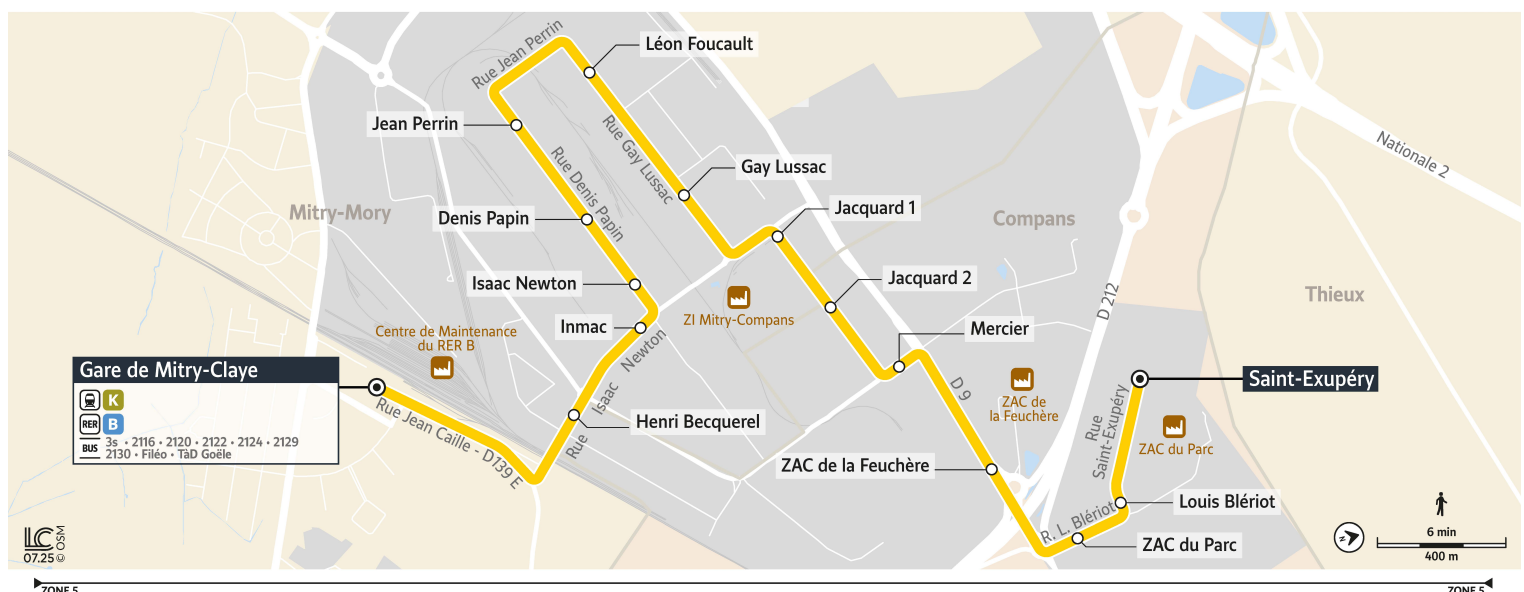 Rue Jean Perrin
Léon Foucault
Jean Perrin
Rue Gay Lussac
Rue Denis Papin
Gay Lussac
Nationale 2
Mitry-Mory
Denis Papin
Jacquard 1
Compans
Isaac Newton
Jacquard 2
D 212
Thieux
ZI Mitry-Compans
Inmac
Centre de Maintenance
du RER B
Rue Isaac Newton
Mercier
Gare de Mitry-Claye
K
RER
B
BUS
3s • 2116 • 2120 • 2122 • 2124 • 2129
2130 • Filéo • TàD Goële
Rue Jean Caille - D139 E
Henri Becquerel
D 9
ZAC de
la Feuchère
Saint-Exupéry
Rue
Saint-Exupéry
ZAC du Parc
ZAC de la Feuchère
Louis Blériot
R. L. Blériot
ZAC du Parc
LC
07.25 © OSM
N
6 min
400 m
ZONE 5
ZONE 5